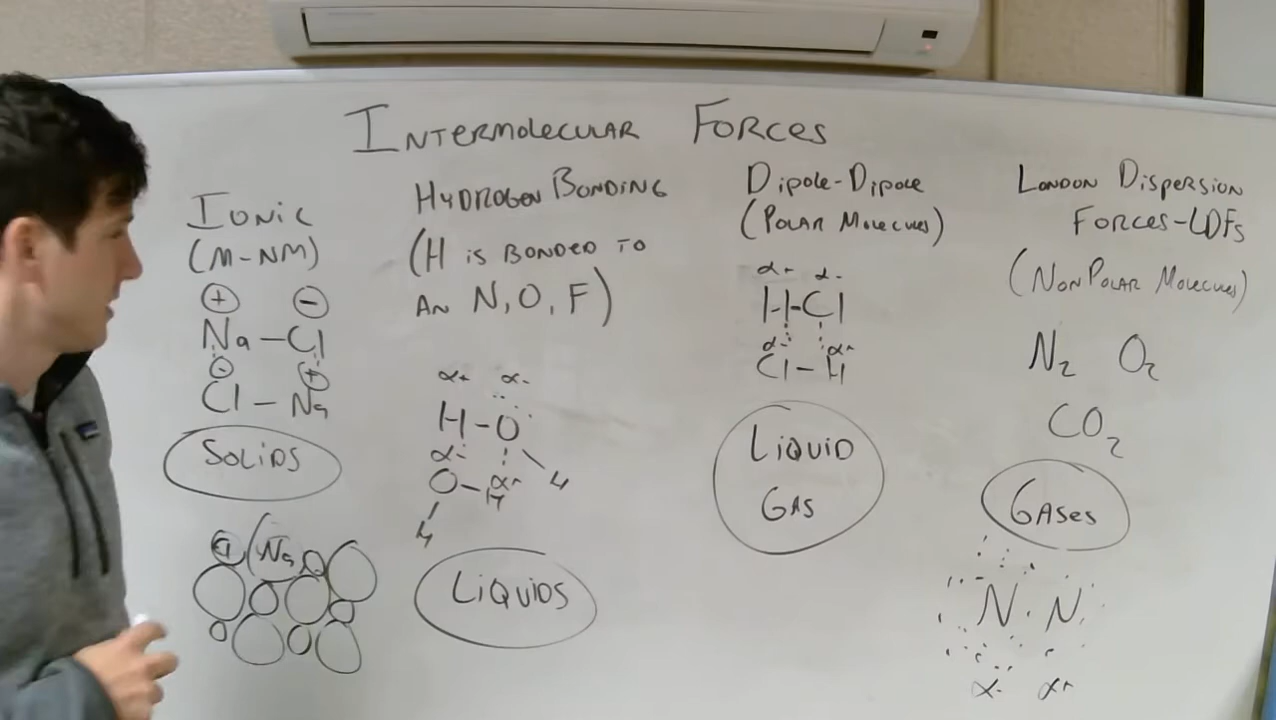 INTERMOLECULAR FORCES
IONIC
(M-NM)
+ −
Na – Cl
− +
Cl – Na
SOLIDS
Cl Na
HYDROGEN BONDING
(H IS BONDED TO
AN N, O, F)
α+ α-
H-O
α- H
O-H α+
H
LIQUIDS
DIPOLE-DIPOLE
(POLAR MOLECULES)
α+ α-
H-Cl
α- α+
Cl-H
LIQUID
GAS
LONDON DISPERSION
FORCES-LDFs
(NONPOLAR MOLECULES)
N₂ O₂
CO₂
GASES
N N
α- α+